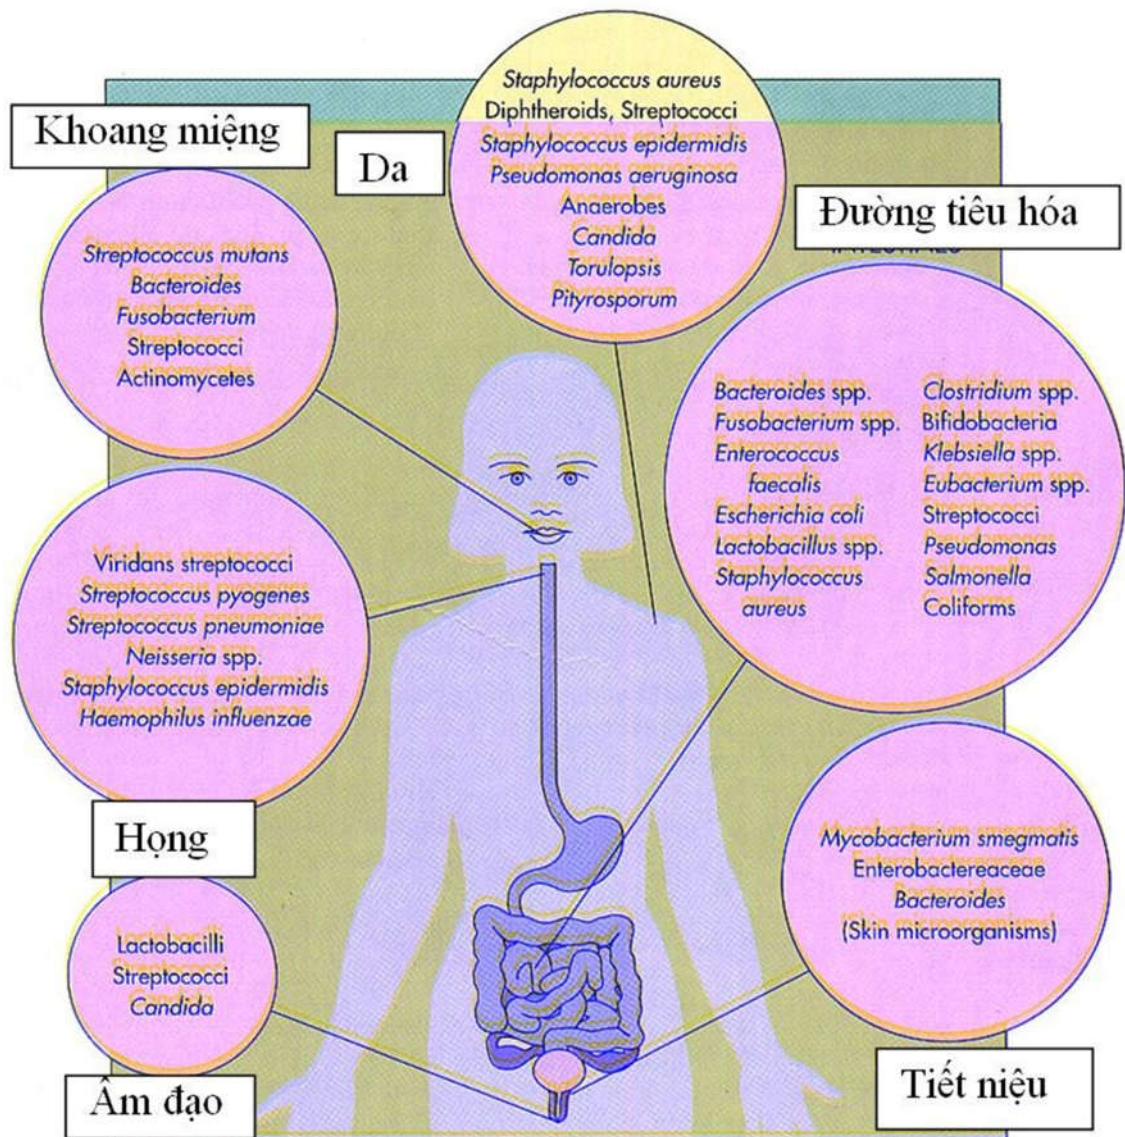 Staphylococcus aureus
Diphtheroids, Streptococci
Staphylococcus epidermidis
Pseudomonas aeruginosa
Anaerobes
Candida
Torulopsis
Pityrosporum
Da
Khoang miệng
Streptococcus mutans
Bacteroides
Fusobacterium
Streptococci
Actinomycetes
Đường tiêu hóa
Bacteroides spp.
Fusobacterium spp.
Enterococcus
faecalis
Escherichia coli
Lactobacillus spp.
Staphylococcus
aureus
Clostridium spp.
Bifidobacteria
Klebsiella spp.
Eubacterium spp.
Streptococci
Pseudomonas
Salmonella
Coliforms
Viridans streptococci
Streptococcus pyogenes
Streptococcus pneumoniae
Neisseria spp.
Staphylococcus epidermidis
Haemophilus influenzae
Họng
Lactobacilli
Streptococci
Candida
Âm đạo
Mycobacterium smegmatis
Enterobactereaceae
Bacteroides
(Skin microorganisms)
Tiết niệu